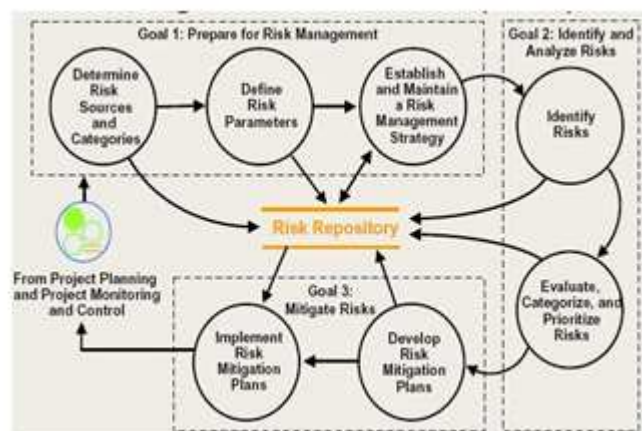 Goal 1: Prepare for Risk Management
Goal 2: Identify and
Analyze Risks
Determine
Risk
Sources
and
Categories
Define
Risk
Parameters
Establish
and Maintain
a Risk
Management
Strategy
Identify
Risks
Risk Repository
From Project Planning
and Project Monitoring
and Control
Goal 3:
Mitigate Risks
Implement
Risk
Mitigation
Plans
Develop
Risk
Mitigation
Plans
Evaluate,
Categorize, and
Prioritize
Risks